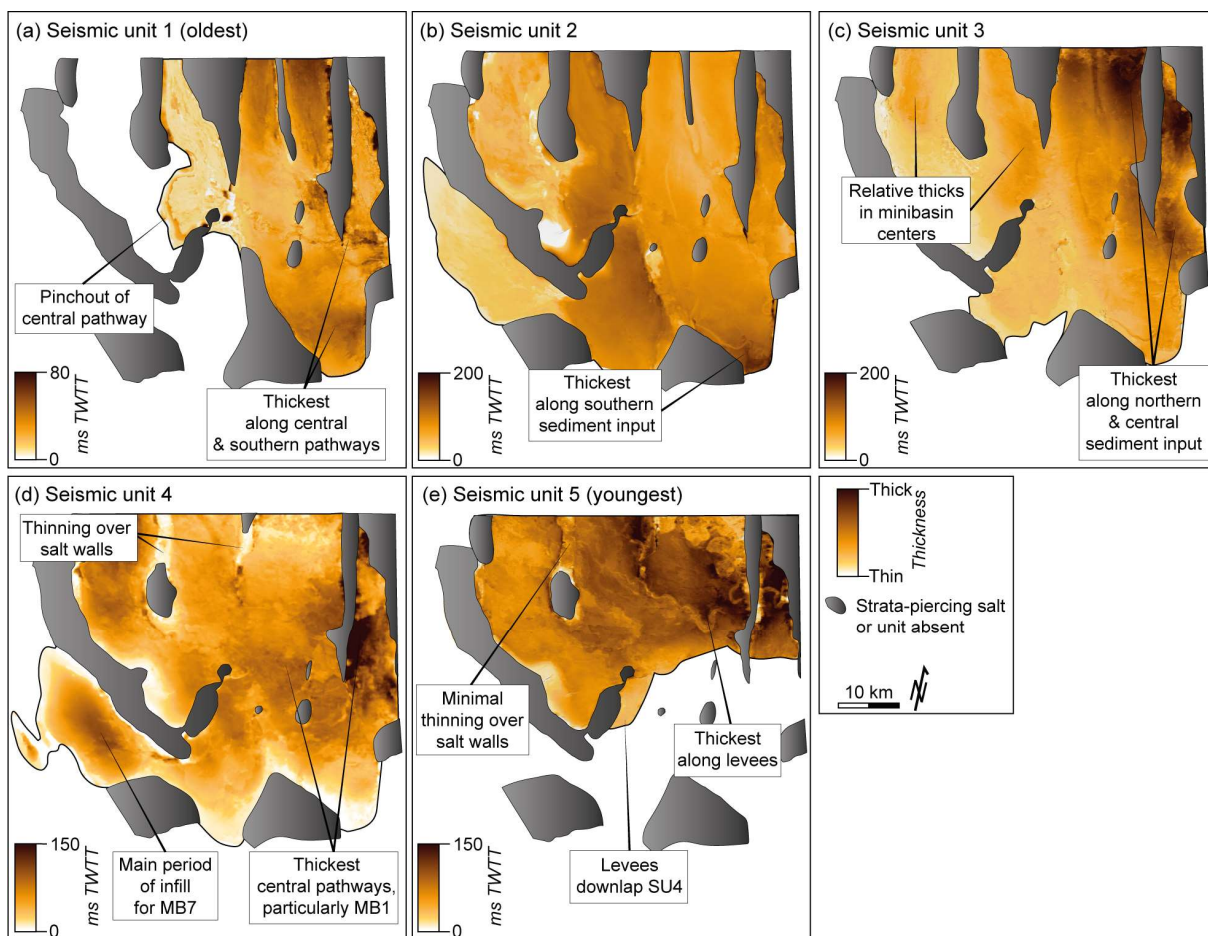 (a) Seismic unit 1 (oldest)
Pinchout of
central pathway
80
0
ms TWTT
Thickest
along central
& southern pathways
(b) Seismic unit 2
200
0
ms TWTT
Thickest
along southern
sediment input
(c) Seismic unit 3
Relative thicks
in minibasin
centers
200
0
ms TWTT
Thickest
along northern
& central
sediment input
(d) Seismic unit 4
Thinning over
salt walls
150
0
ms TWTT
Main period
of infill
for MB7
Thickest
central pathways,
particularly MB1
(e) Seismic unit 5 (youngest)
Minimal
thinning over
salt walls
Thickest
along levees
150
0
ms TWTT
Levees
downlap SU4
Thick
Thin
Thickness
Strata-piercing salt
or unit absent
10 km
N